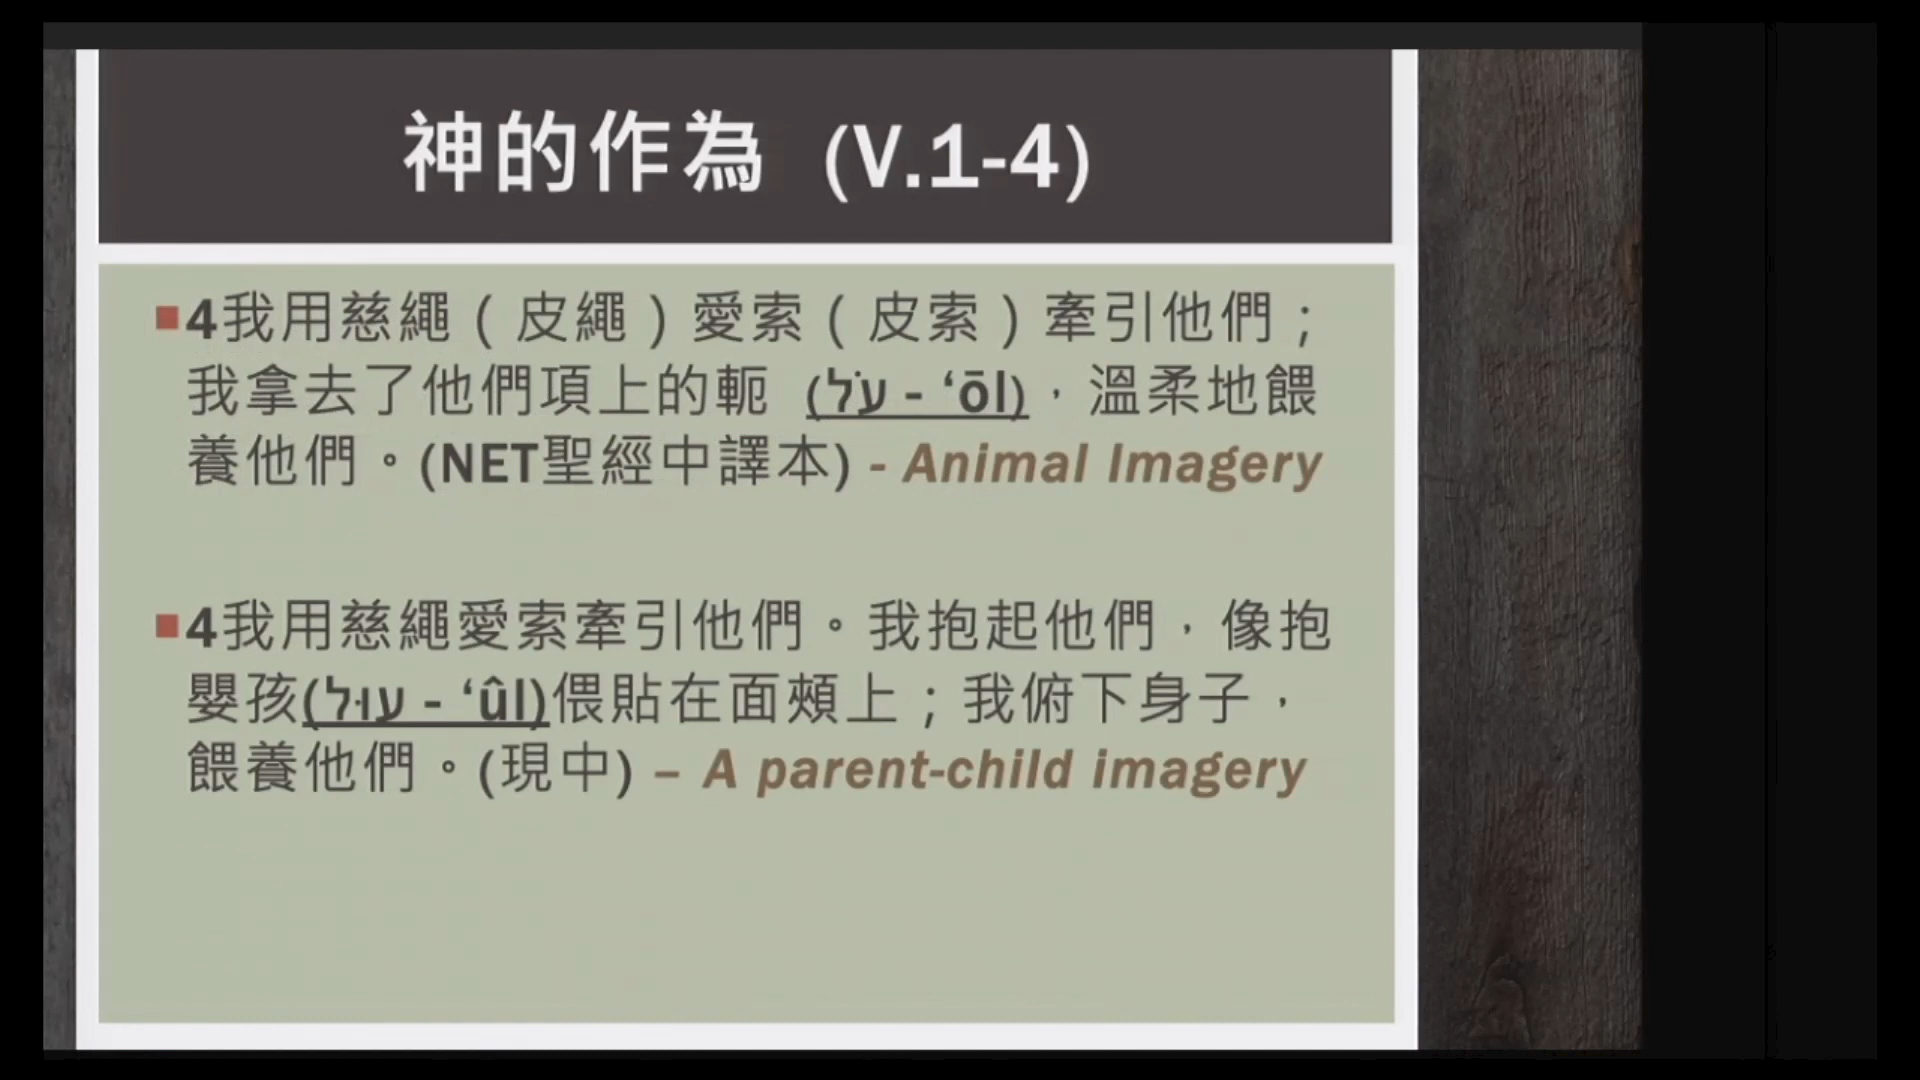 神的作為 (V.1-4)
4我用慈繩（皮繩）愛索（皮索）牽引他們；
我拿去了他們項上的軛 (עֹל - ‘ōl)，溫柔地餵
養他們。(NET聖經中譯本) - Animal Imagery
4我用慈繩愛索牽引他們。我抱起他們，像抱
嬰孩(עוּל - ‘ûl)偎貼在面頰上；我俯下身子，
餵養他們。(現中) – A parent-child imagery